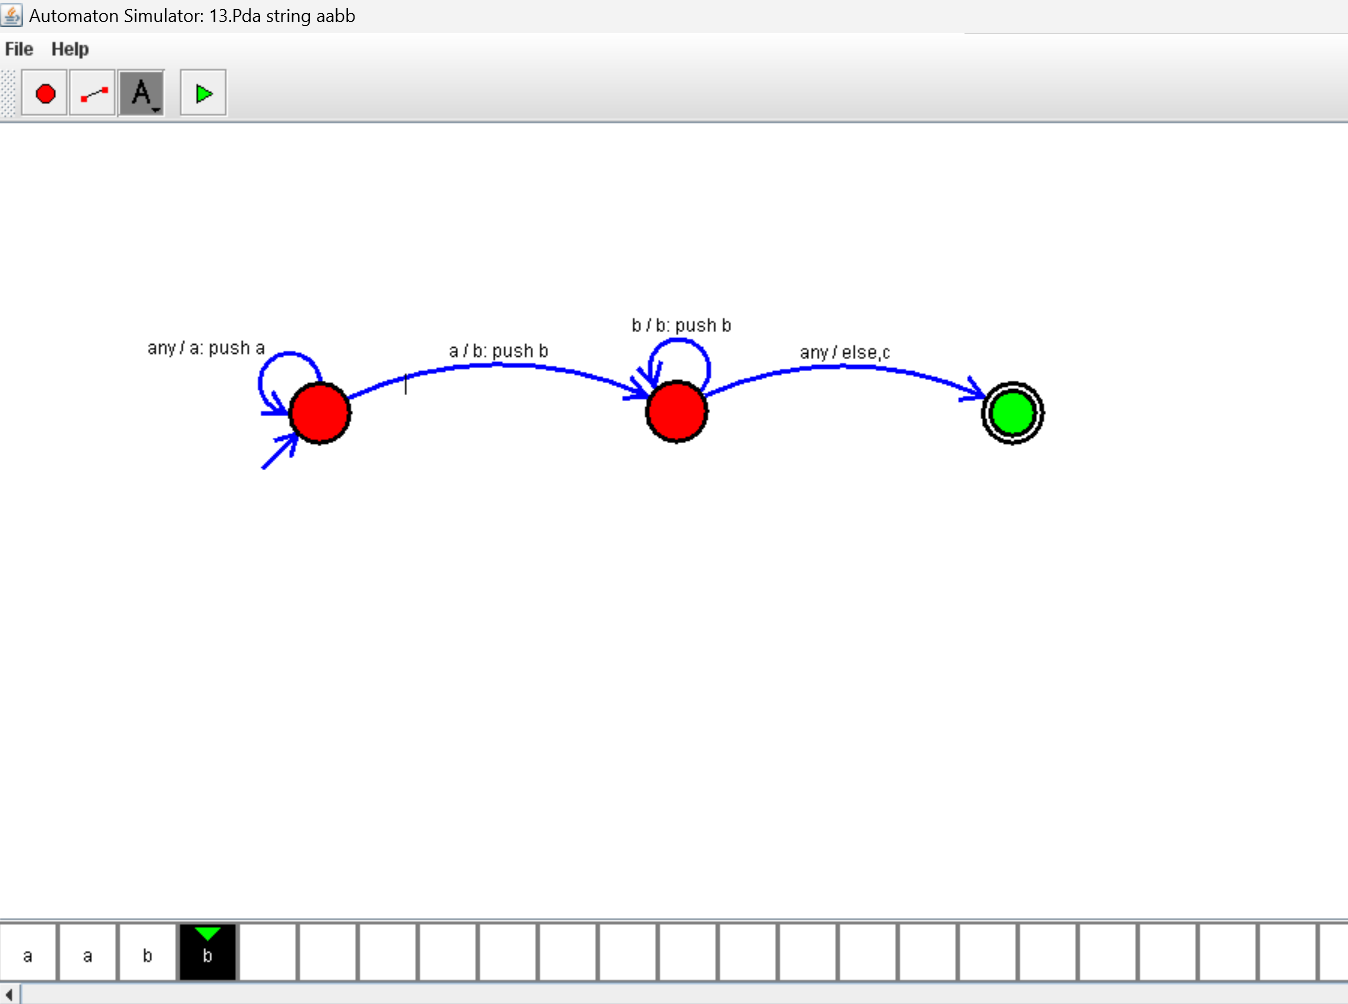 Automaton Simulator: 13.Pda string aabb
File Help
A
b / b: push b
any / a: push a
a / b: push b
any / else,c
a a b b